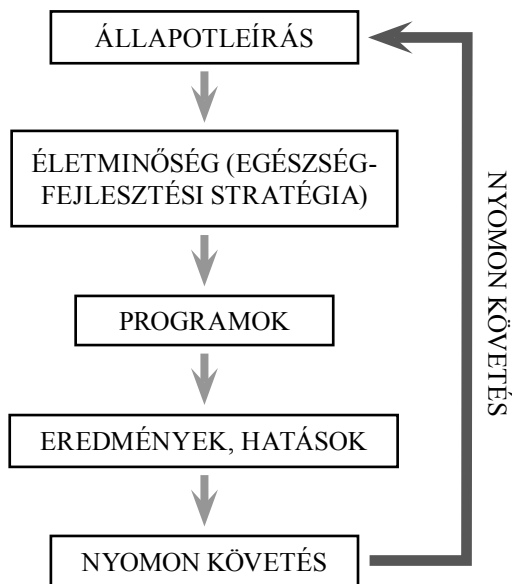 ÁLLAPOTLEÍRÁS
ÉLETMINŐSÉG (EGÉSZSÉG-
FEJLESZTÉSI STRATÉGIA)
PROGRAMOK
EREDMÉNYEK, HATÁSOK
NYOMON KÖVETÉS
NYOMON KÖVETÉS